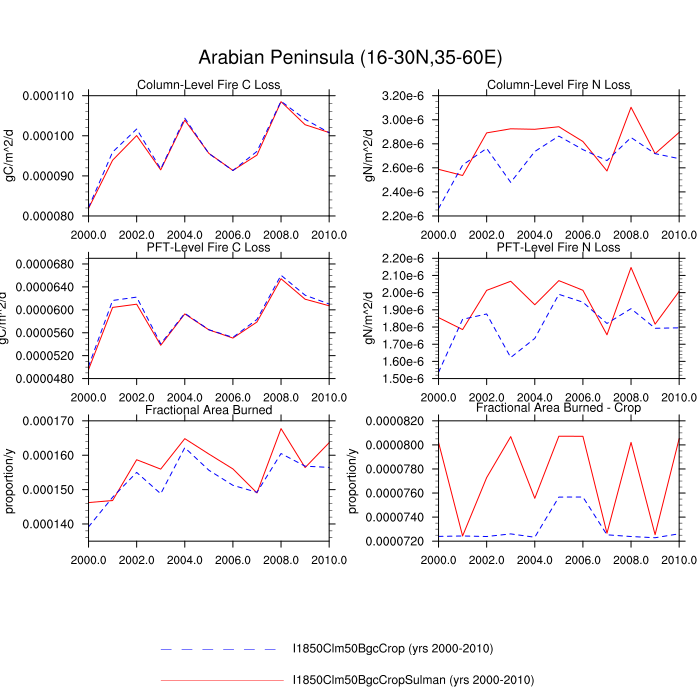 Arabian Peninsula (16-30N,35-60E)
Column-Level Fire C Loss
Column-Level Fire N Loss
gC/m^2/d
0.000110
0.000100
0.000090
0.000080
2000.0 2002.0 2004.0 2006.0 2008.0 2010.0
gN/m^2/d
3.20e-6
3.00e-6
2.80e-6
2.60e-6
2.40e-6
2.20e-6
2000.0 2002.0 2004.0 2006.0 2008.0 2010.0
PFT-Level Fire C Loss
PFT-Level Fire N Loss
gC/m^2/d
0.0000680
0.0000640
0.0000600
0.0000560
0.0000520
0.0000480
2000.0 2002.0 2004.0 2006.0 2008.0 2010.0
gN/m^2/d
2.20e-6
2.10e-6
2.00e-6
1.90e-6
1.80e-6
1.70e-6
1.60e-6
1.50e-6
2000.0 2002.0 2004.0 2006.0 2008.0 2010.0
Fractional Area Burned
Fractional Area Burned - Crop
proportion/y
0.000170
0.000160
0.000150
0.000140
2000.0 2002.0 2004.0 2006.0 2008.0 2010.0
proportion/y
0.0000820
0.0000800
0.0000780
0.0000760
0.0000740
0.0000720
2000.0 2002.0 2004.0 2006.0 2008.0 2010.0
I1850Clm50BgcCrop (yrs 2000-2010)
I1850Clm50BgcCropSulman (yrs 2000-2010)